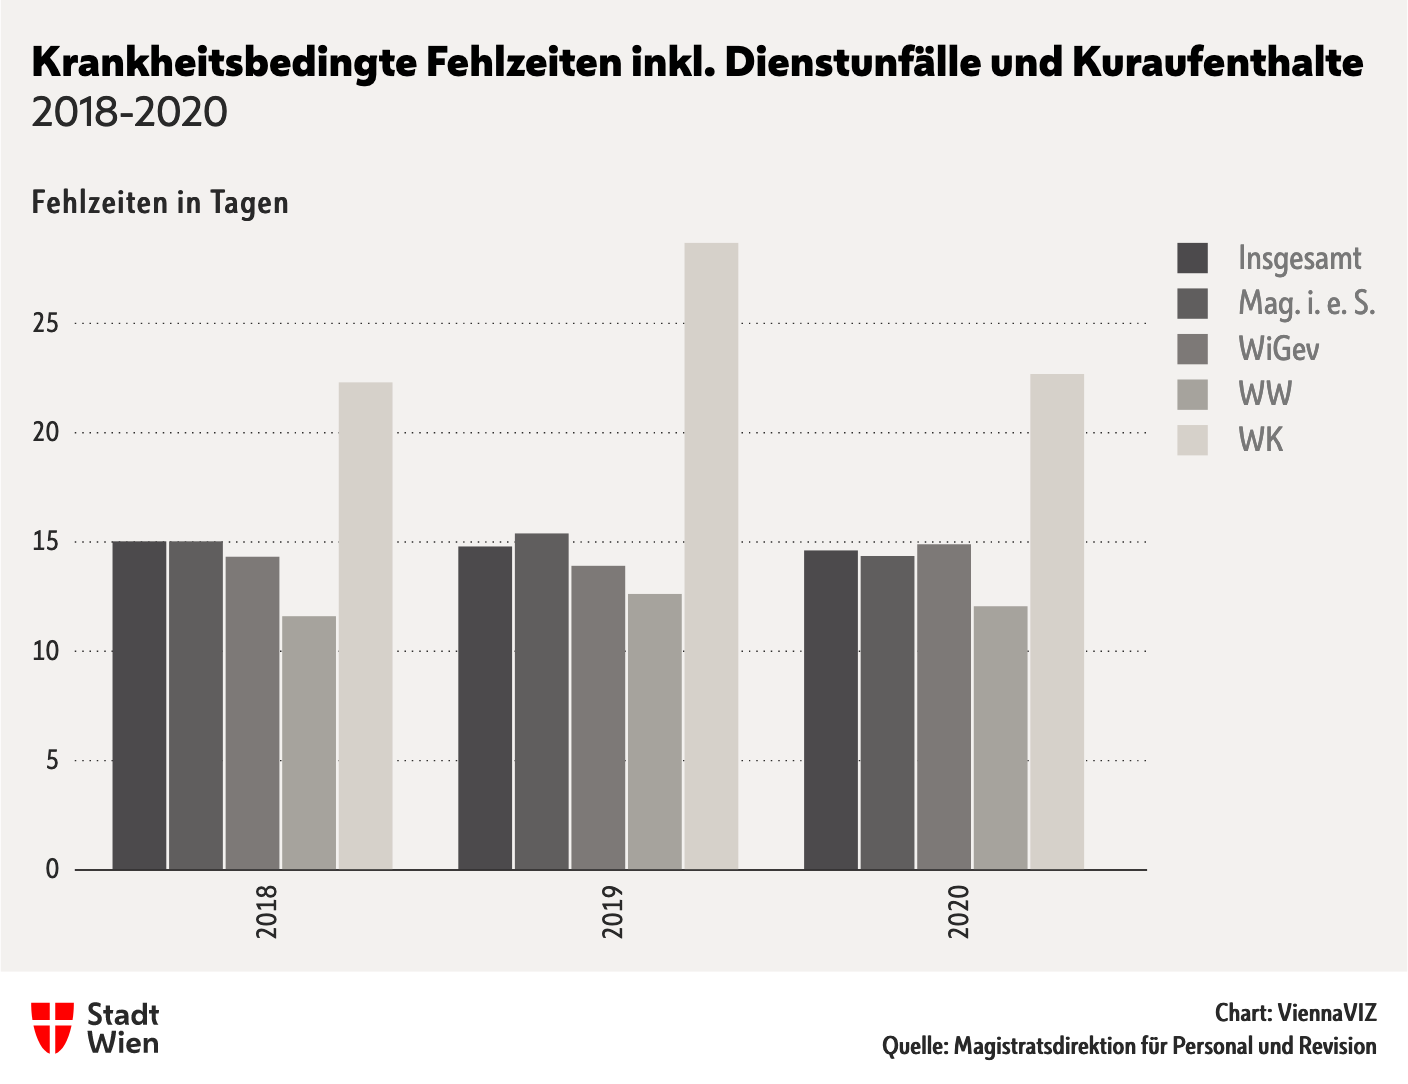 Krankheitsbedingte Fehlzeiten inkl. Dienstunfälle und Kuraufenthalte
2018-2020
Fehlzeiten in Tagen
25
20
15
10
5
0
2018
2019
2020
Insgesamt
Mag. i. e. S.
WiGev
WW
WK
Stadt
Wien
Chart: ViennaVIZ
Quelle: Magistratsdirektion für Personal und Revision